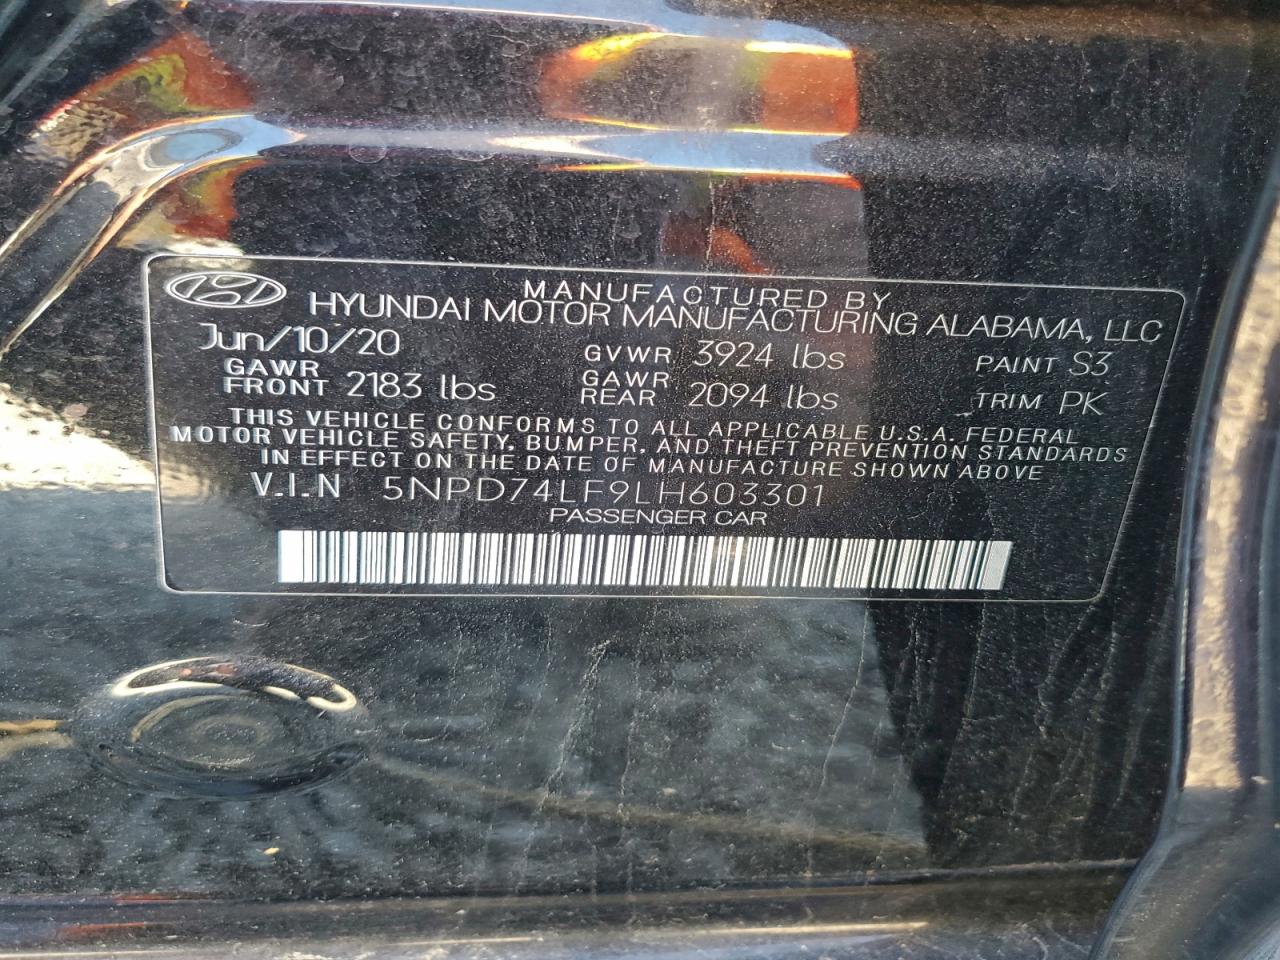 MANUFACTURED BY
HYUNDAI MOTOR MANUFACTURING ALABAMA, LLC
Jun/10/20 GVWR 3924 lbs PAINT S3
GAWR FRONT 2183 lbs GAWR REAR 2094 lbs TRIM PK
THIS VEHICLE CONFORMS TO ALL APPLICABLE U.S.A. FEDERAL
MOTOR VEHICLE SAFETY, BUMPER, AND THEFT PREVENTION STANDARDS
IN EFFECT ON THE DATE OF MANUFACTURE SHOWN ABOVE
V.I.N 5NPD74LF9LH603301
PASSENGER CAR